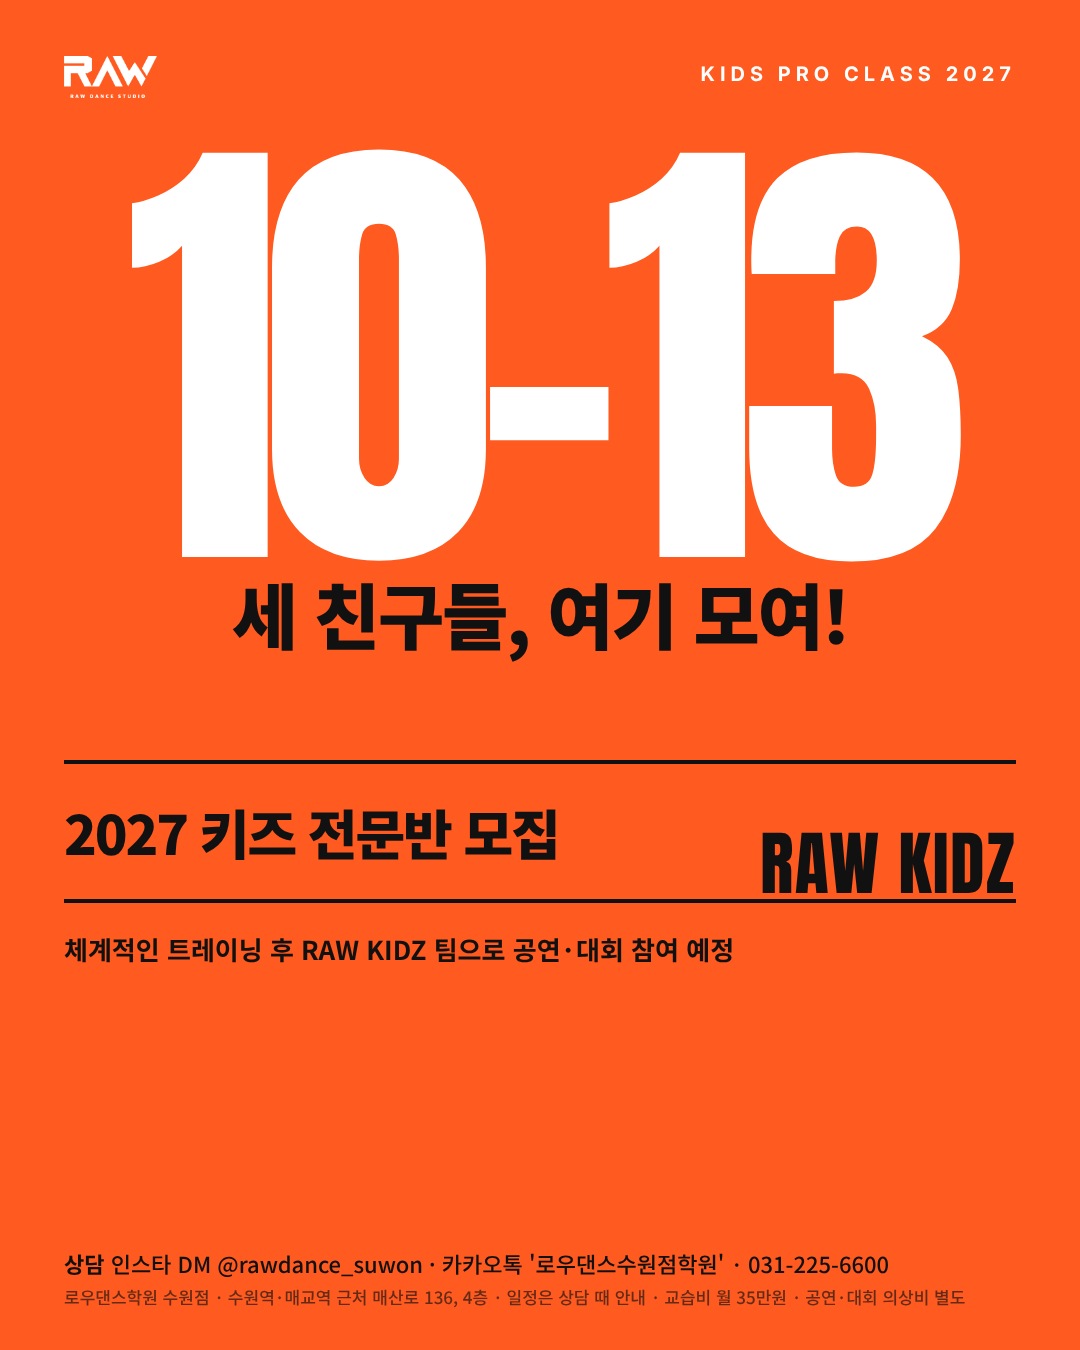 RAW
RAW DANCE STUDIO
KIDS PRO CLASS 2027
10-13
세 친구들, 여기 모여!
2027 키즈 전문반 모집
RAW KIDZ
체계적인 트레이닝 후 RAW KIDZ 팀으로 공연·대회 참여 예정
상담 인스타 DM @rawdance_suwon · 카카오톡 '로우댄스수원점학원' · 031-225-6600
로우댄스학원 수원점 · 수원역·매교역 근처 매산로 136, 4층 · 일정은 상담 때 안내 · 교습비 월 35만원 · 공연·대회 의상비 별도